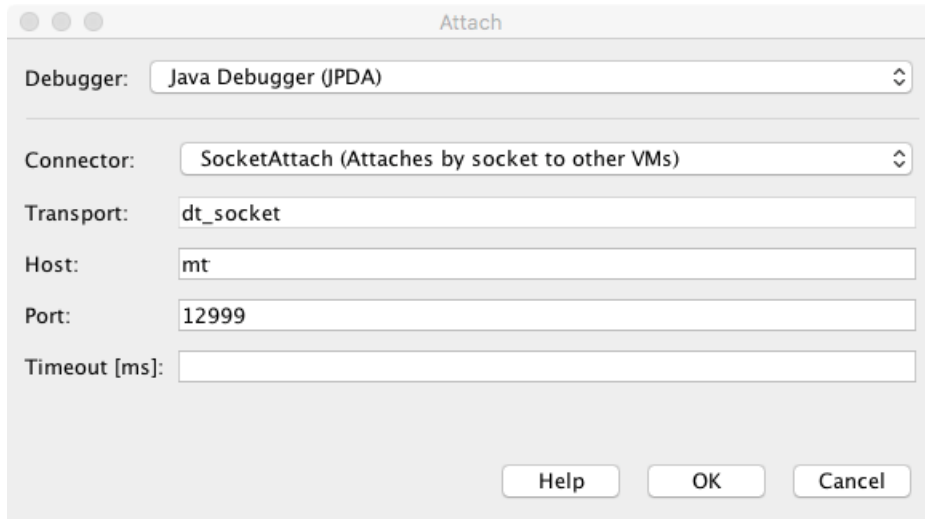 Attach
Debugger: Java Debugger (JPDA)
Connector: SocketAttach (Attaches by socket to other VMs)
Transport: dt_socket
Host: mt
Port: 12999
Timeout [ms]:
Help OK Cancel